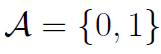 𝒜 = {0, 1}